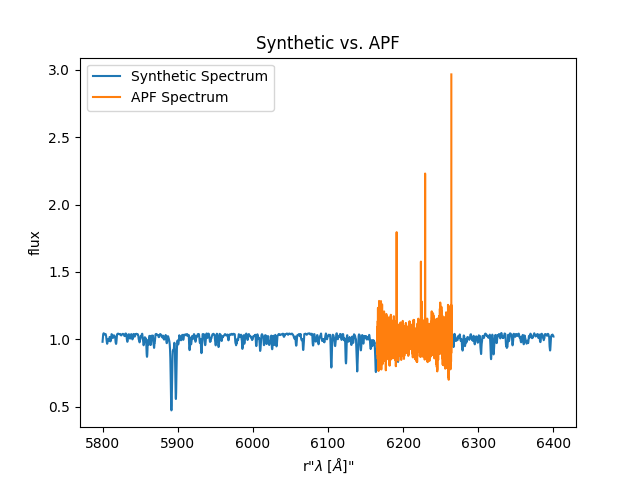 Synthetic vs. APF
Synthetic Spectrum
APF Spectrum
3.0
2.5
2.0
1.5
1.0
0.5
flux
5800 5900 6000 6100 6200 6300 6400
r"λ [Å]"